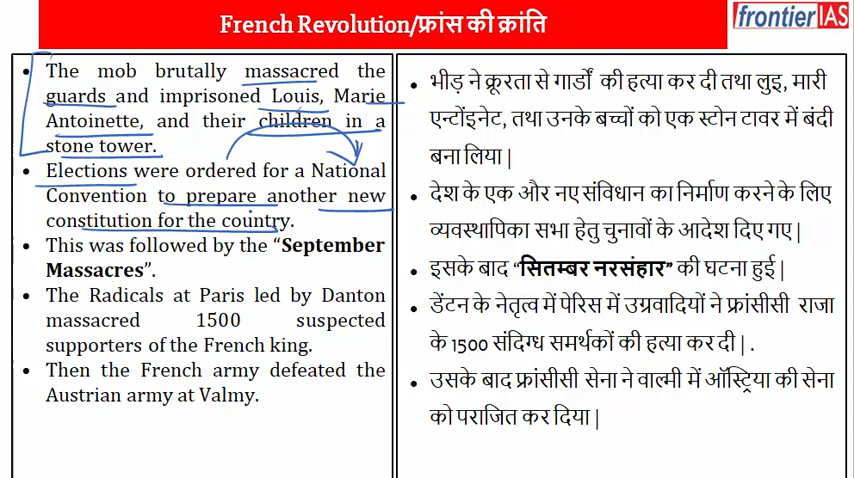 French Revolution/फ्रांस की क्रांति
frontierIAS
• The mob brutally massacred the
guards and imprisoned Louis, Marie
Antoinette, and their children in a
stone tower.
• Elections were ordered for a National
Convention to prepare another new
constitution for the country.
• This was followed by the “September
Massacres”.
• The Radicals at Paris led by Danton
massacred 1500 suspected
supporters of the French king.
• Then the French army defeated the
Austrian army at Valmy.
• भीड़ ने क्रूरता से गार्डों की हत्या कर दी तथा लुइ, मारी
एन्टोंइनेट, तथा उनके बच्चों को एक स्टोन टावर में बंदी
बना लिया |
• देश के एक और नए संविधान का निर्माण करने के लिए
व्यवस्थापिका सभा हेतु चुनावों के आदेश दिए गए |
• इसके बाद “सितम्बर नरसंहार” की घटना हुई |
• डेंटन के नेतृत्व में पेरिस में उग्रवादियों ने फ्रांसीसी राजा
के 1500 संदिग्ध समर्थकों की हत्या कर दी | .
• उसके बाद फ्रांसीसी सेना ने वाल्मी में ऑस्ट्रिया की सेना
को पराजित कर दिया |